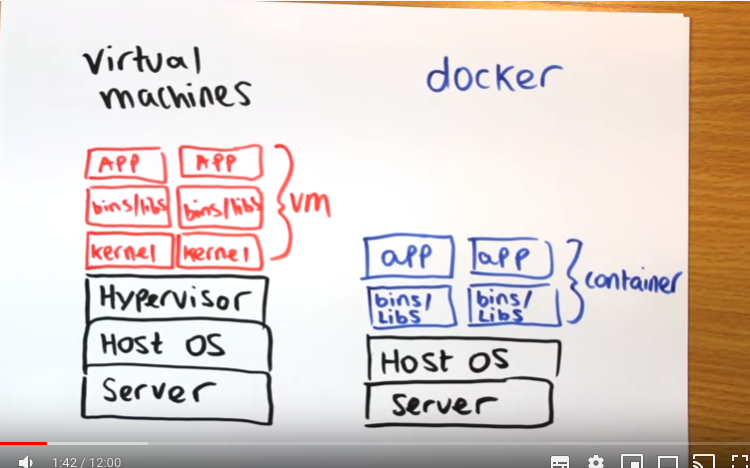 virtual
machines
docker
APP
APP
bins/libs
bins/libs
kernel
kernel
vm
Hypervisor
Host OS
Server
app
app
bins/
LibS
bins/
LibS
container
Host OS
Server
1:42 / 12:00